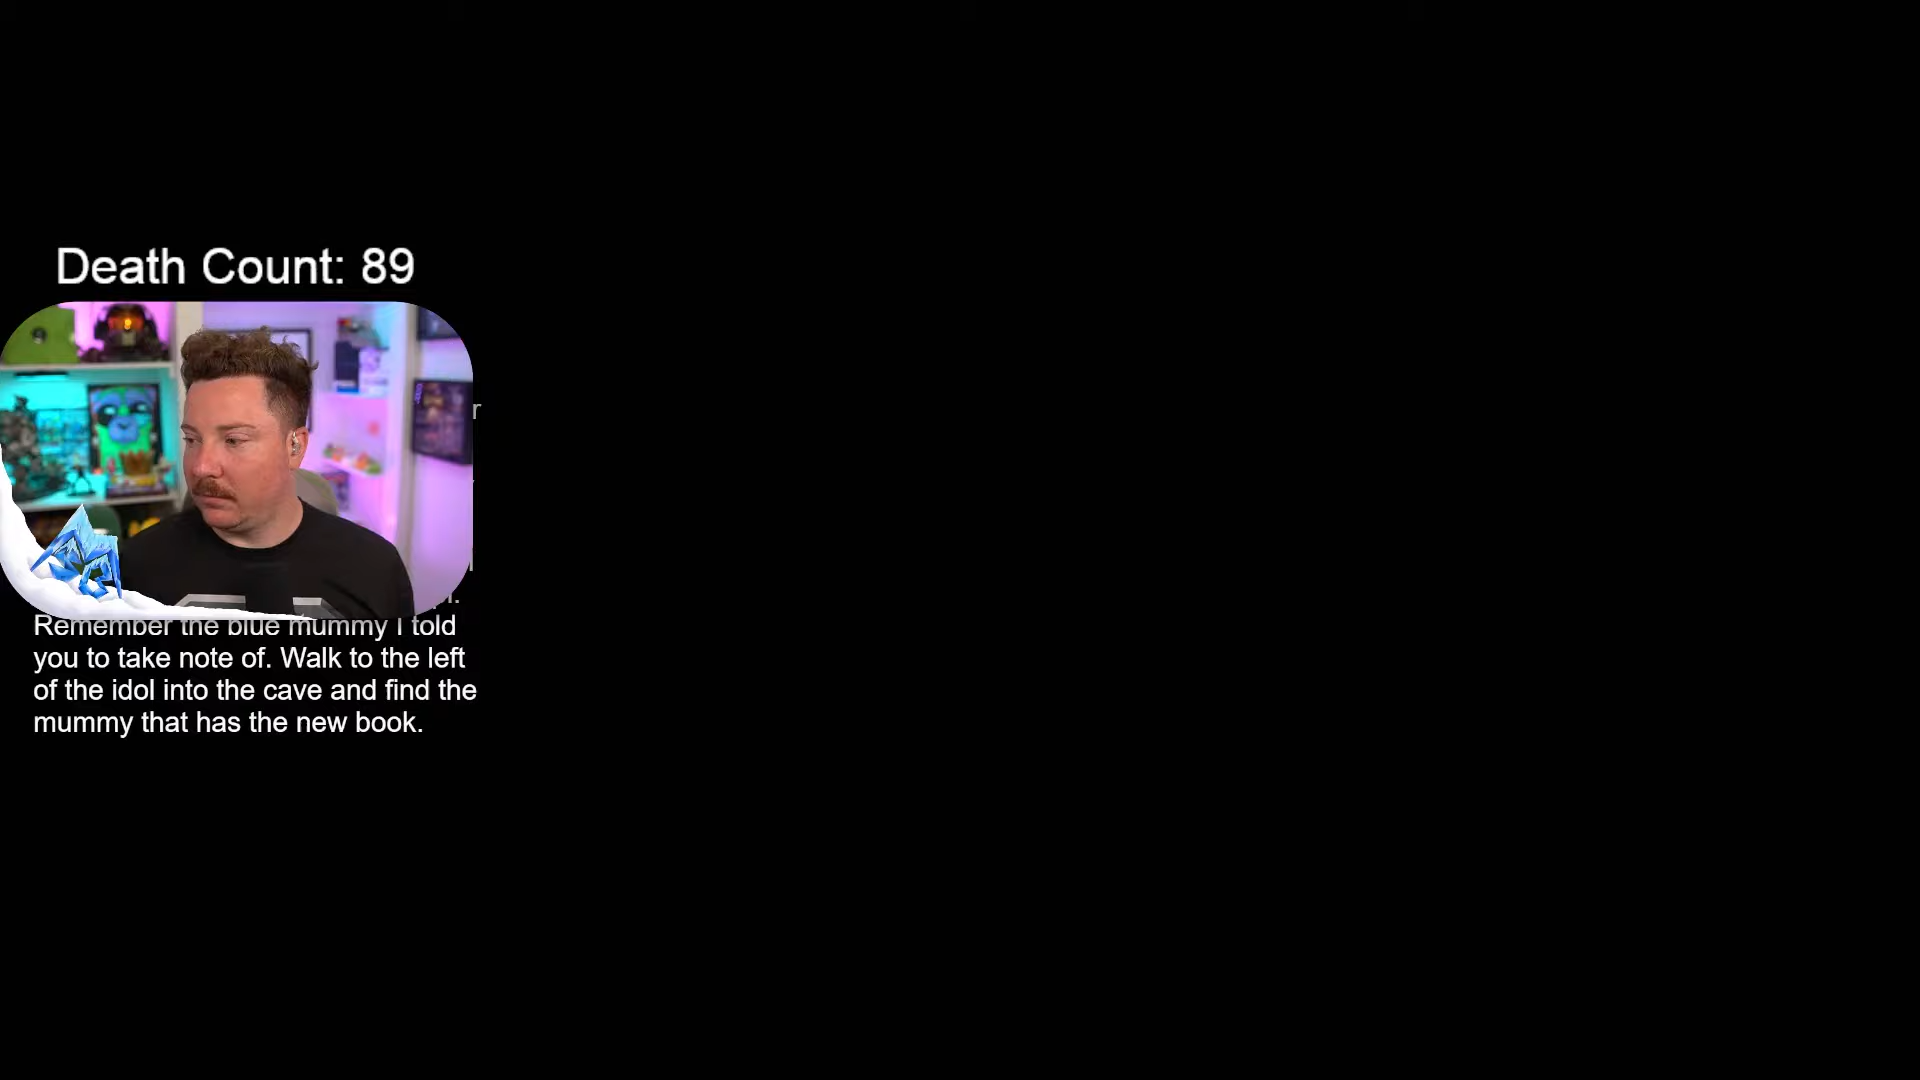 Death Count: 89
Remember the blue mummy I told
you to take note of. Walk to the left
of the idol into the cave and find the
mummy that has the new book.